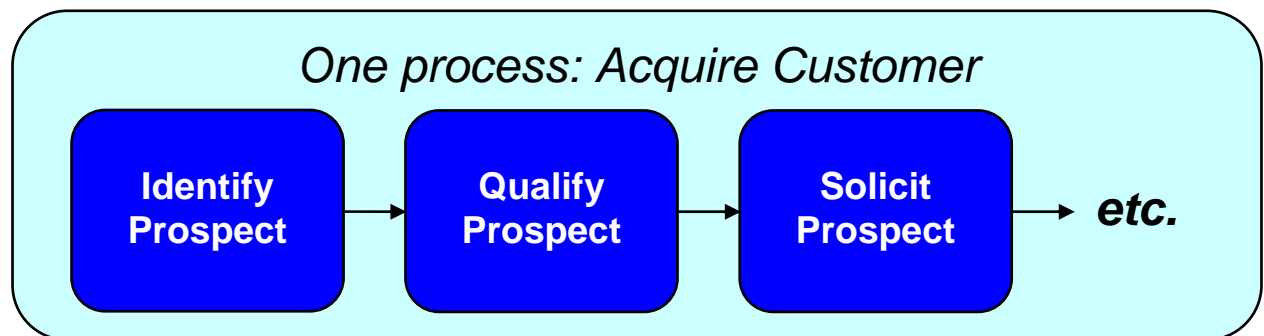 One process: Acquire Customer
Identify
Prospect
Qualify
Prospect
Solicit
Prospect
etc.